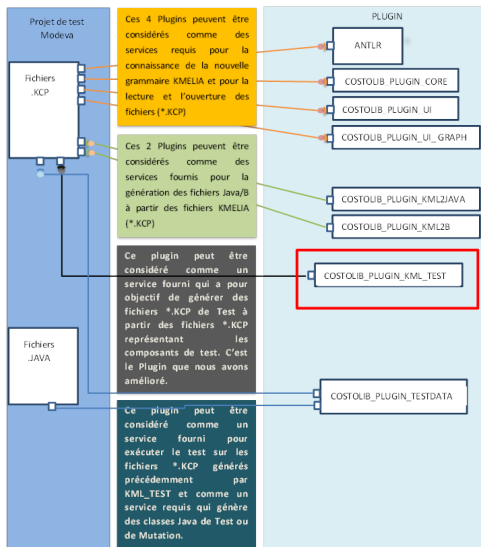 Projet de test
Modeva
Fichiers
.KCP
Fichiers
.JAVA
Ces 4 Plugins peuvent être
considérés comme des
services requis pour la
connaissance de la nouvelle
grammaire KMELIA et pour la
lecture et l'ouverture des
fichiers (*.KCP)
Ces 2 Plugins peuvent être
considérés comme des
services fournis pour la
génération des fichiers Java/B
à partir des fichiers KMELIA
(*.KCP)
Ce plugin peut être
considéré comme un
service fourni qui a pour
objectif de générer des
fichiers *.KCP de Test à
partir des fichiers *.KCP
représentant les
composants de test. C'est
le Plugin que nous avons
amélioré.
Ce plugin peut être
considéré comme un
service fourni pour
exécuter le test sur les
fichiers *.KCP générés
précédemment par
KML_TEST et comme un
service requis qui génère
des classes Java de Test ou
de Mutation.
PLUGIN
ANTLR
COSTOLIB_PLUGIN_CORE
COSTOLIB_PLUGIN_UI
COSTOLIB_PLUGIN_UI_GRAPH
COSTOLIB_PLUGIN_KML2JAVA
COSTOLIB_PLUGIN_KML2B
COSTOLIB_PLUGIN_KML_TEST
COSTOLIB_PLUGIN_TESTDATA